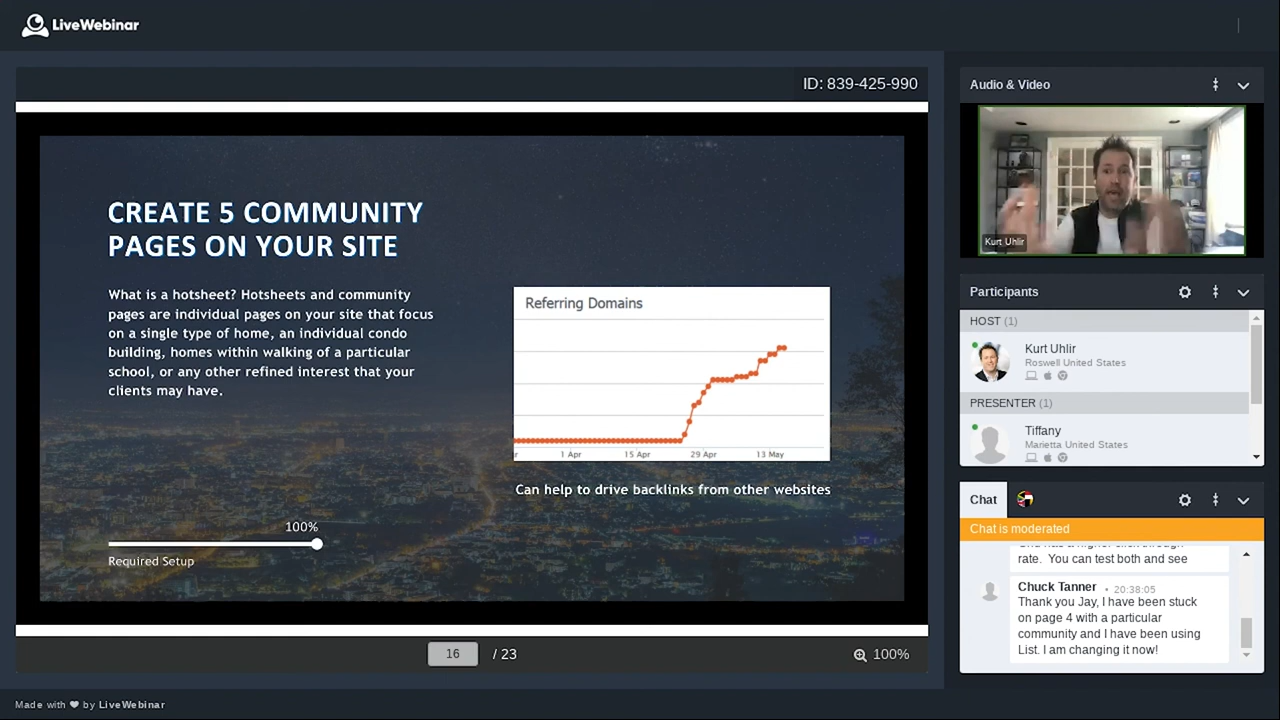 LiveWebinar
ID: 839-425-990
CREATE 5 COMMUNITY
PAGES ON YOUR SITE
What is a hotsheet? Hotsheets and community
pages are individual pages on your site that focus
on a single type of home, an individual condo
building, homes within walking of a particular
school, or any other refined interest that your
clients may have.
100%
Required Setup
Referring Domains
1 Apr 15 Apr 29 Apr 13 May
Can help to drive backlinks from other websites
16 / 23
100%
Audio & Video
Kurt Uhlir
Participants
HOST (1)
Kurt Uhlir
Roswell United States
PRESENTER (1)
Tiffany
Marietta United States
Chat
Chat is moderated
rate. You can test both and see
Chuck Tanner • 20:38:05
Thank you Jay, I have been stuck
on page 4 with a particular
community and I have been using
List. I am changing it now!
Made with ❤ by LiveWebinar